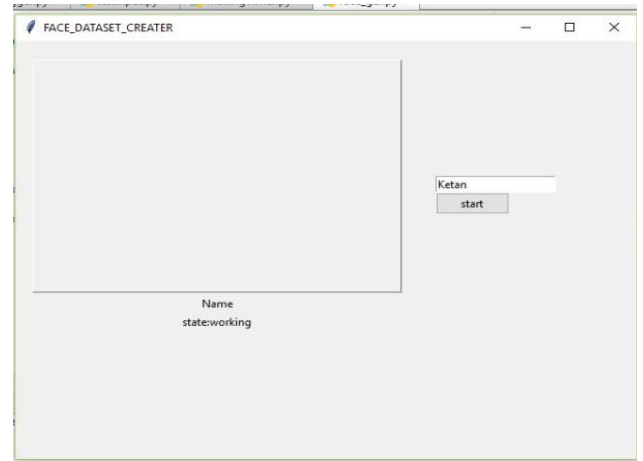 FACE_DATASET_CREATER
Ketan
start
Name
state:working